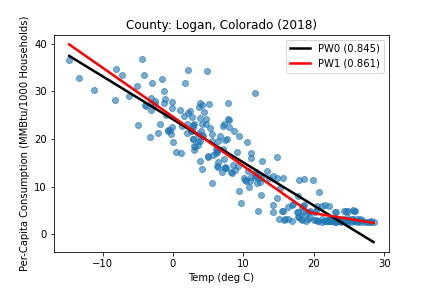 County: Logan, Colorado (2018)
Per-Capita Consumption (MMBtu/1000 Households)
40
30
20
10
0
PW0 (0.845)
PW1 (0.861)
−10 0 10 20 30
Temp (deg C)